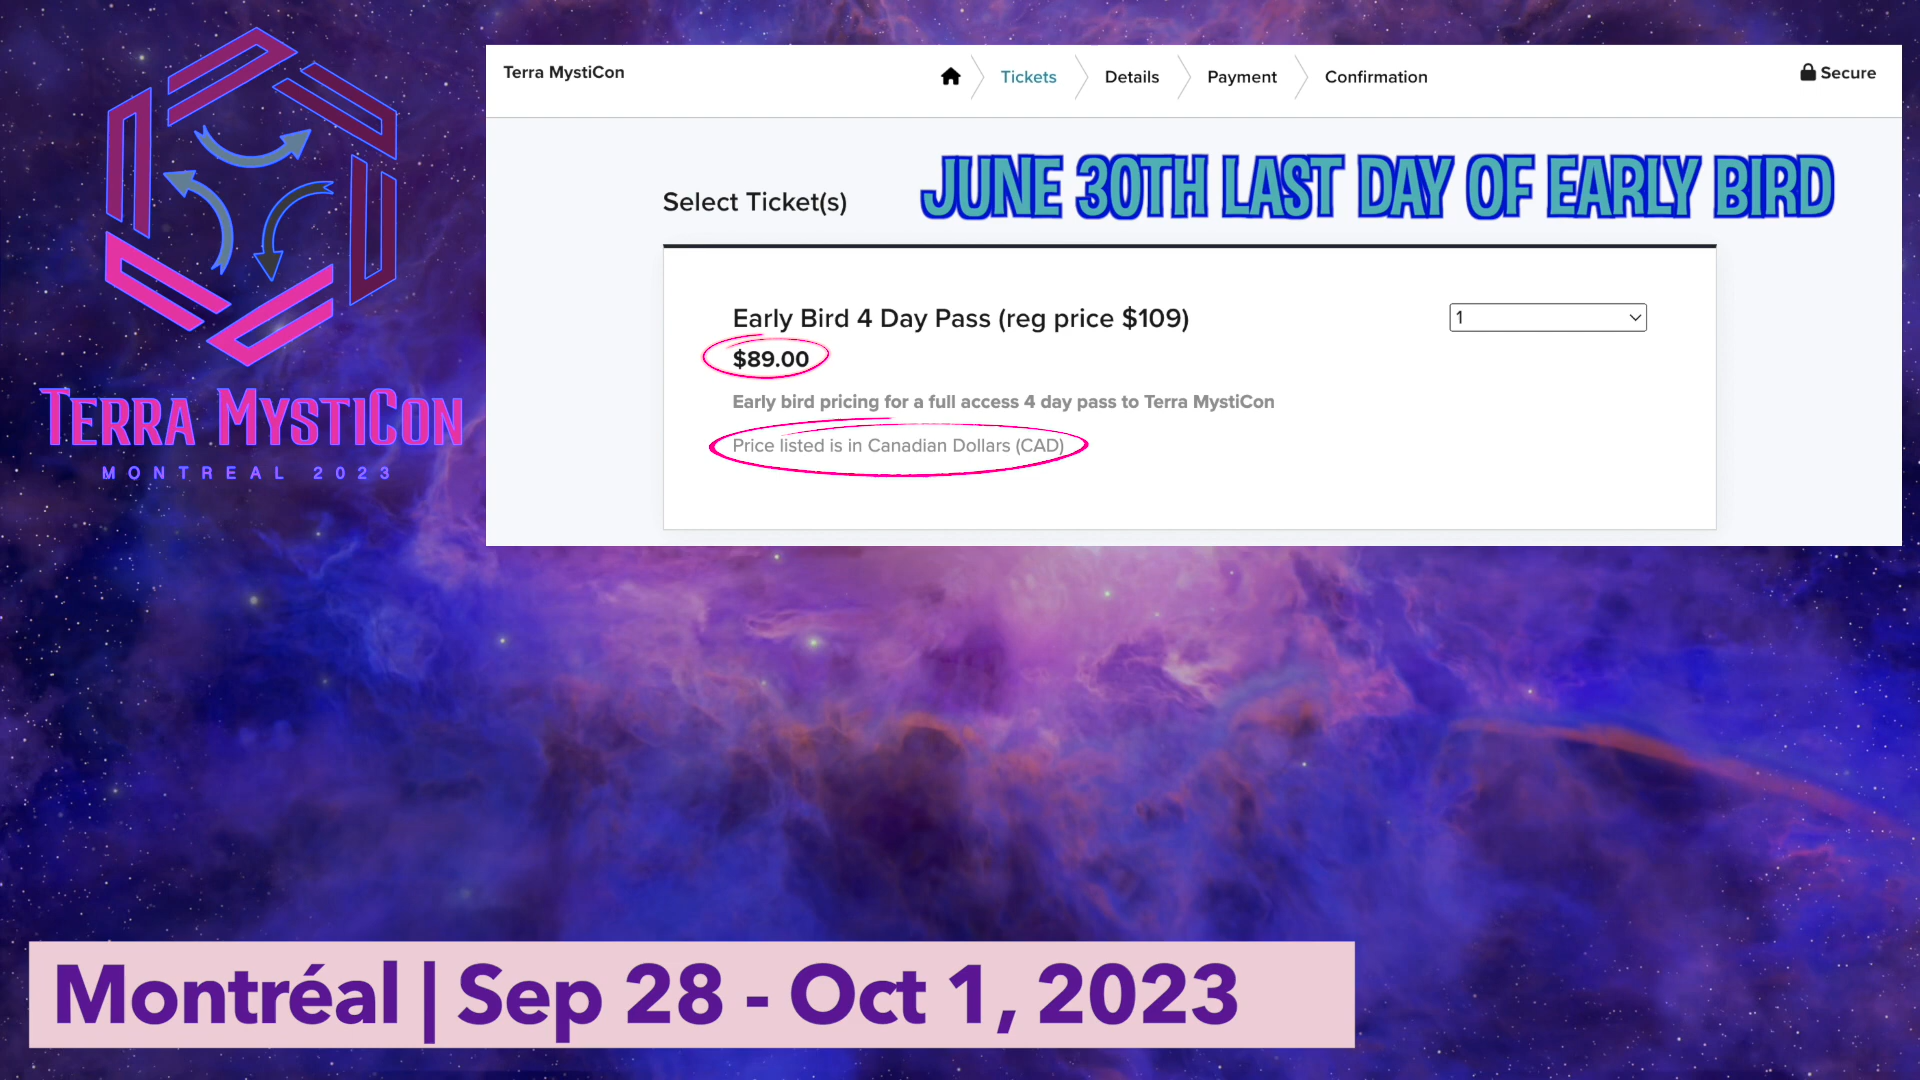 Terra MystiCon
Tickets
Details
Payment
Confirmation
Secure
Select Ticket(s)
JUNE 30TH LAST DAY OF EARLY BIRD
Early Bird 4 Day Pass (reg price $109)
1
$89.00
Early bird pricing for a full access 4 day pass to Terra MystiCon
Price listed is in Canadian Dollars (CAD)
TERRA MYSTICON
MONTREAL 2023
Montréal | Sep 28 - Oct 1, 2023